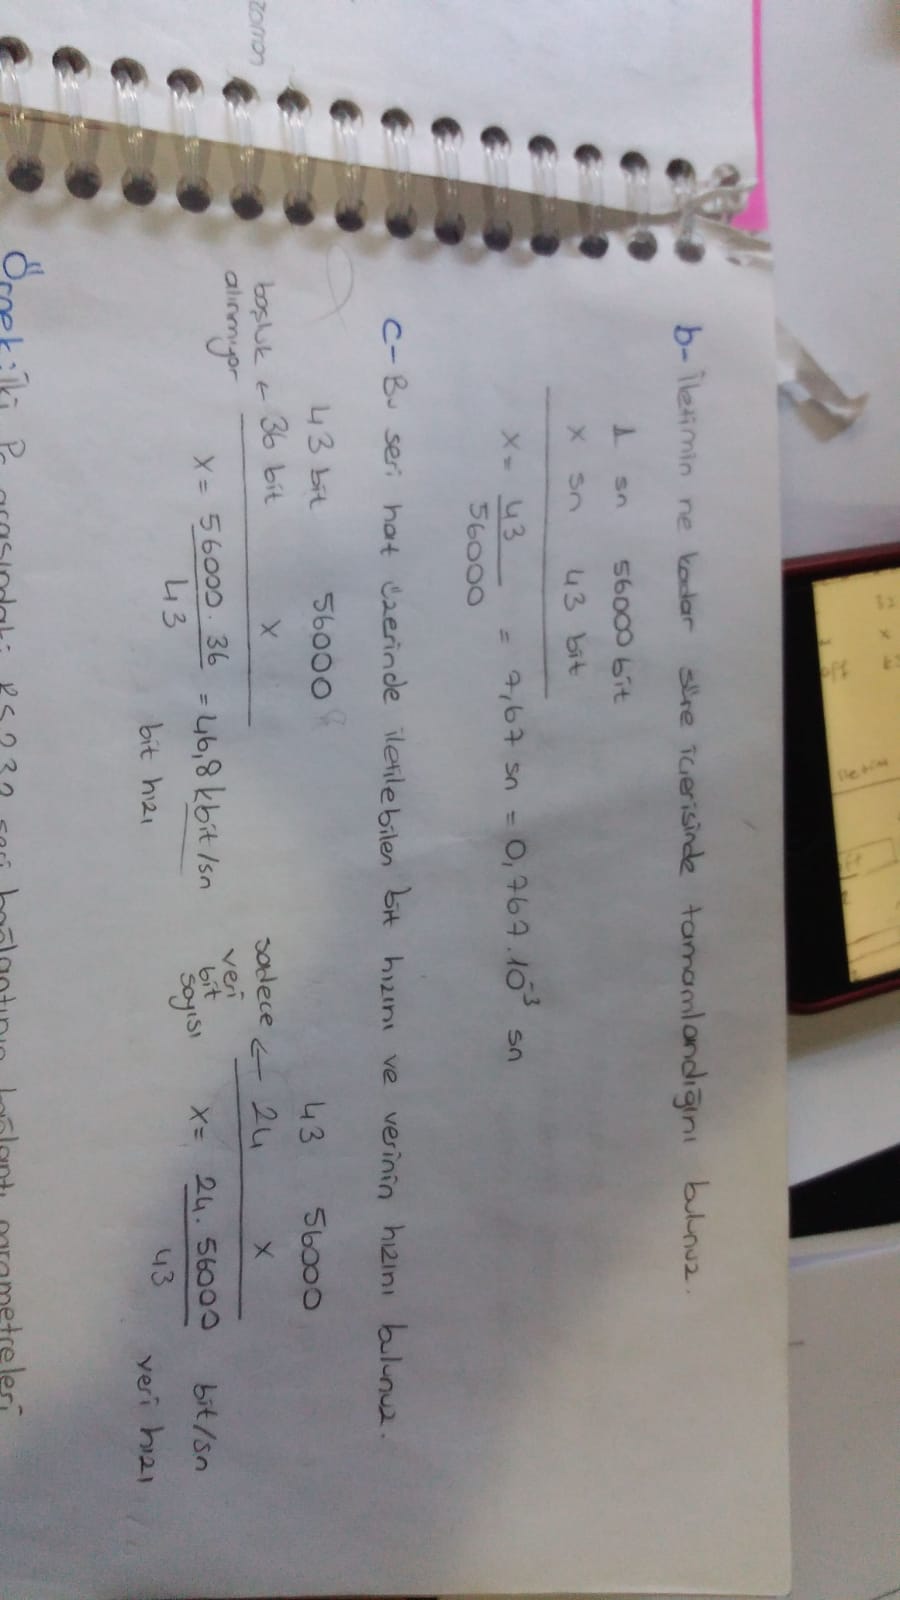 b- İletimin ne kadar süre içerisinde tamamlandığını bulunuz.
1 sn 56000 bit
x sn 43 bit
x = 43 / 56000 = 7,67 sn = 0,767.10⁻³ sn
c- Bu seri hat üzerinde iletilebilen bit hızını ve verinin hızını bulunuz.
43 bit 56000
boşluk alınmıyor ← 36 bit x
x = 56000.36 / 43 = 46,8 kbit/sn
bit hızı
43 56000
sadece veri bit sayısı ← 24 x
x = 24.56000 / 43 bit/sn
veri hızı
zaman
Örnek: İki Pc arasındaki RS232 seri bağlantının bağlantı parametreleri